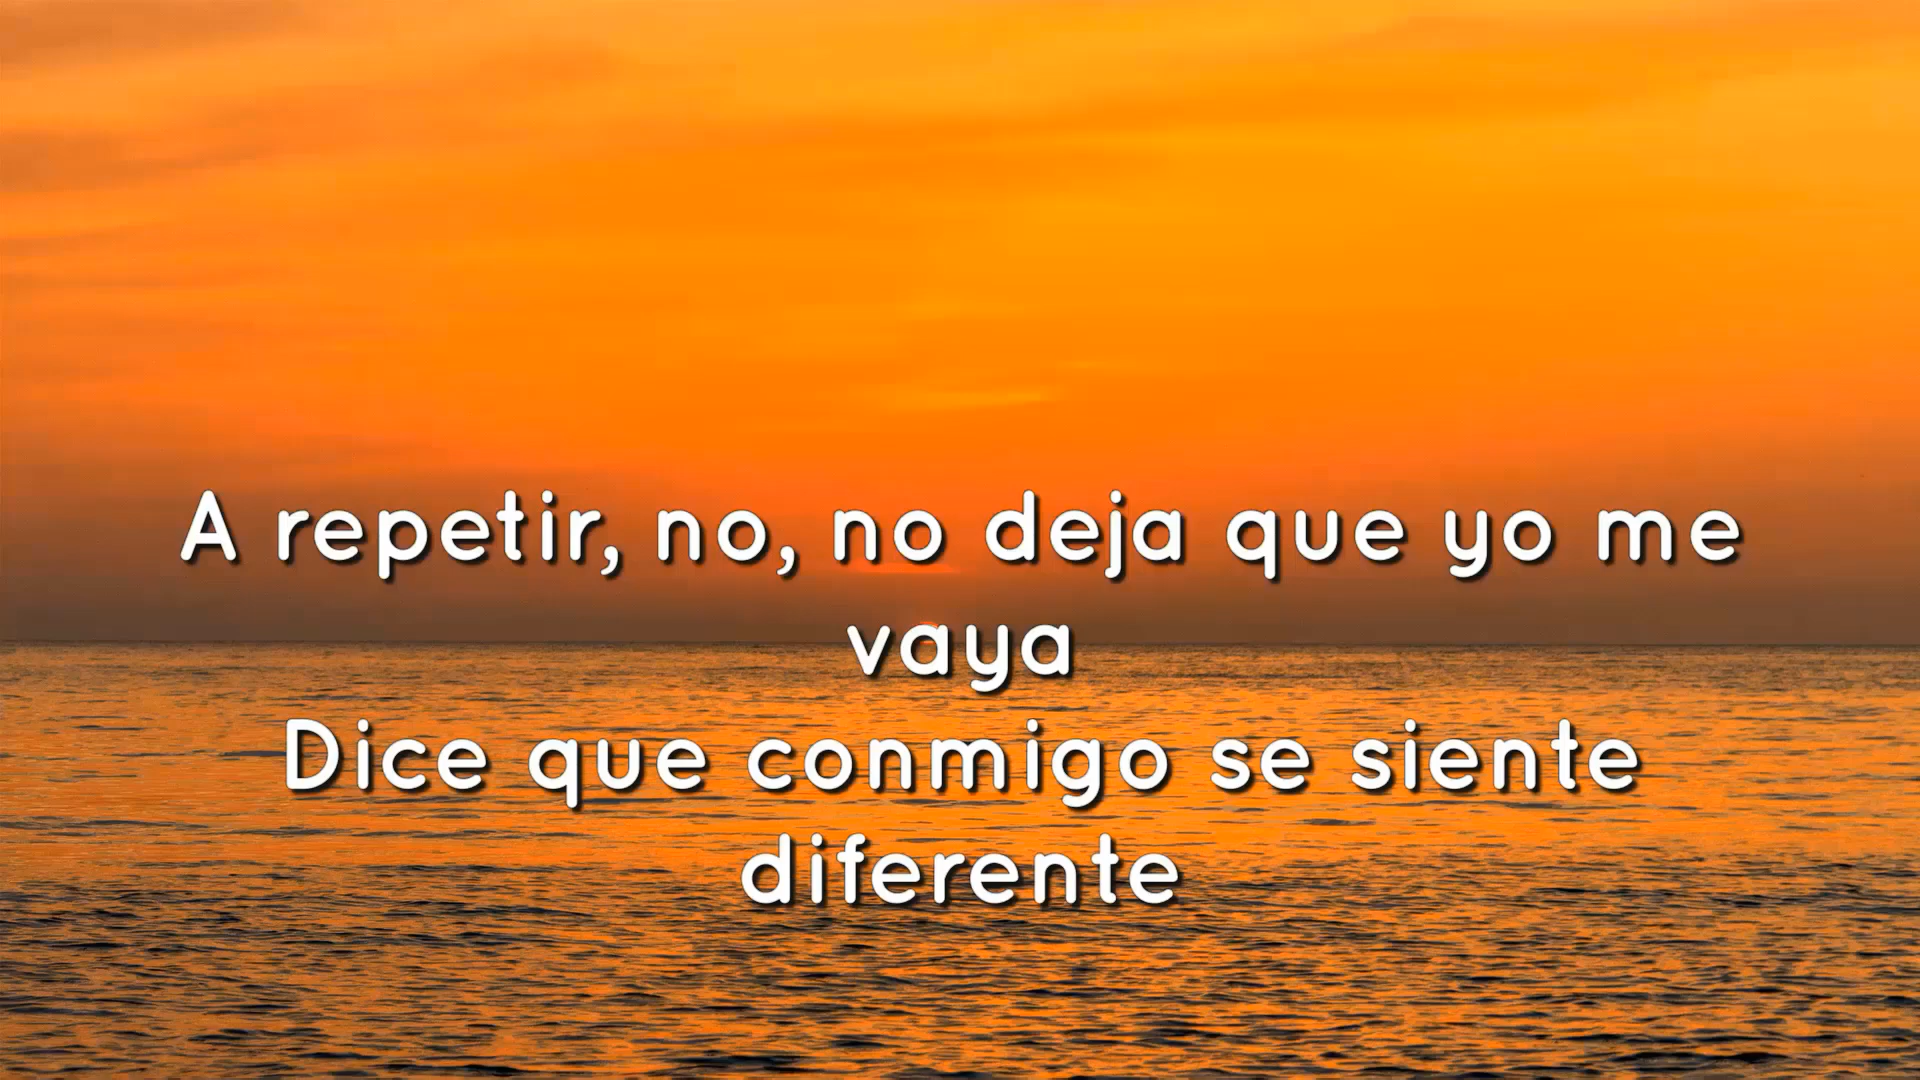 A repetir, no, no deja que yo me
vaya
Dice que conmigo se siente
diferente